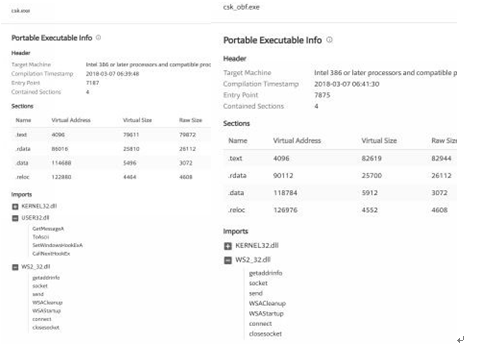 csk.exe
Portable Executable Info
Header
Target Machine Intel 386 or later processors and compatible proc
Compilation Timestamp 2018-03-07 06:39:48
Entry Point 7187
Contained Sections 4
Sections
Name Virtual Address Virtual Size Raw Size
.text 4096 79611 79872
.rdata 86016 25810 26112
.data 114688 5496 3072
.reloc 122880 4464 4608
Imports
KERNEL32.dll
USER32.dll
GetMessageA
ToAscii
SetWindowsHookExA
CallNextHookEx
WS2_32.dll
getaddrinfo
socket
send
WSACleanup
WSAStartup
connect
closesocket
csk_obf.exe
Portable Executable Info
Header
Target Machine Intel 386 or later processors and compatible p
Compilation Timestamp 2018-03-07 06:41:30
Entry Point 7875
Contained Sections 4
Sections
Name Virtual Address Virtual Size Raw Size
.text 4096 82619 82944
.rdata 90112 25700 26112
.data 118784 5912 3072
.reloc 126976 4552 4608
Imports
KERNEL32.dll
WS2_32.dll
getaddrinfo
socket
send
WSACleanup
WSAStartup
connect
closesocket